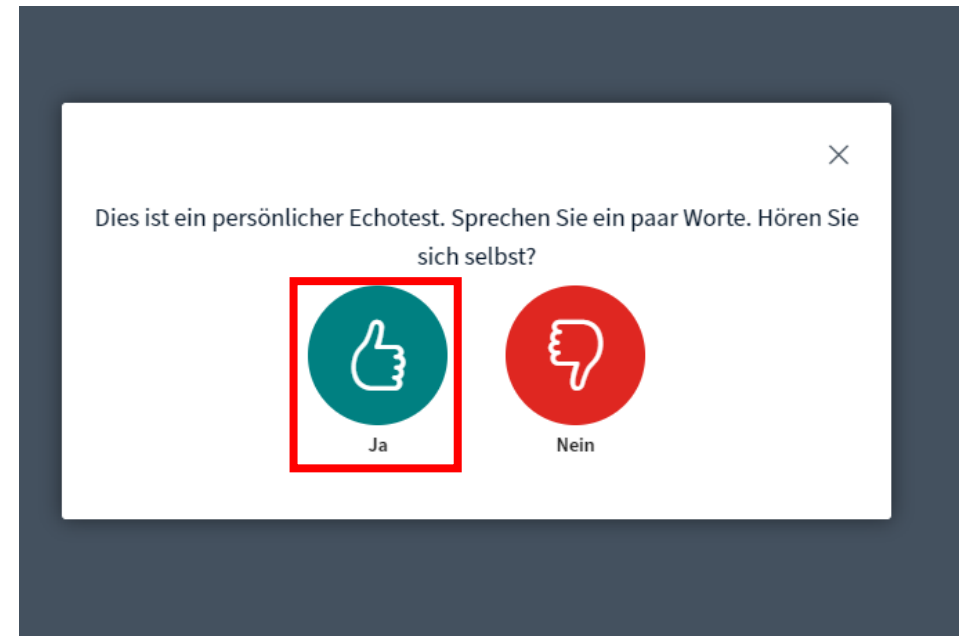 Dies ist ein persönlicher Echotest. Sprechen Sie ein paar Worte. Hören Sie
sich selbst?
Ja
Nein